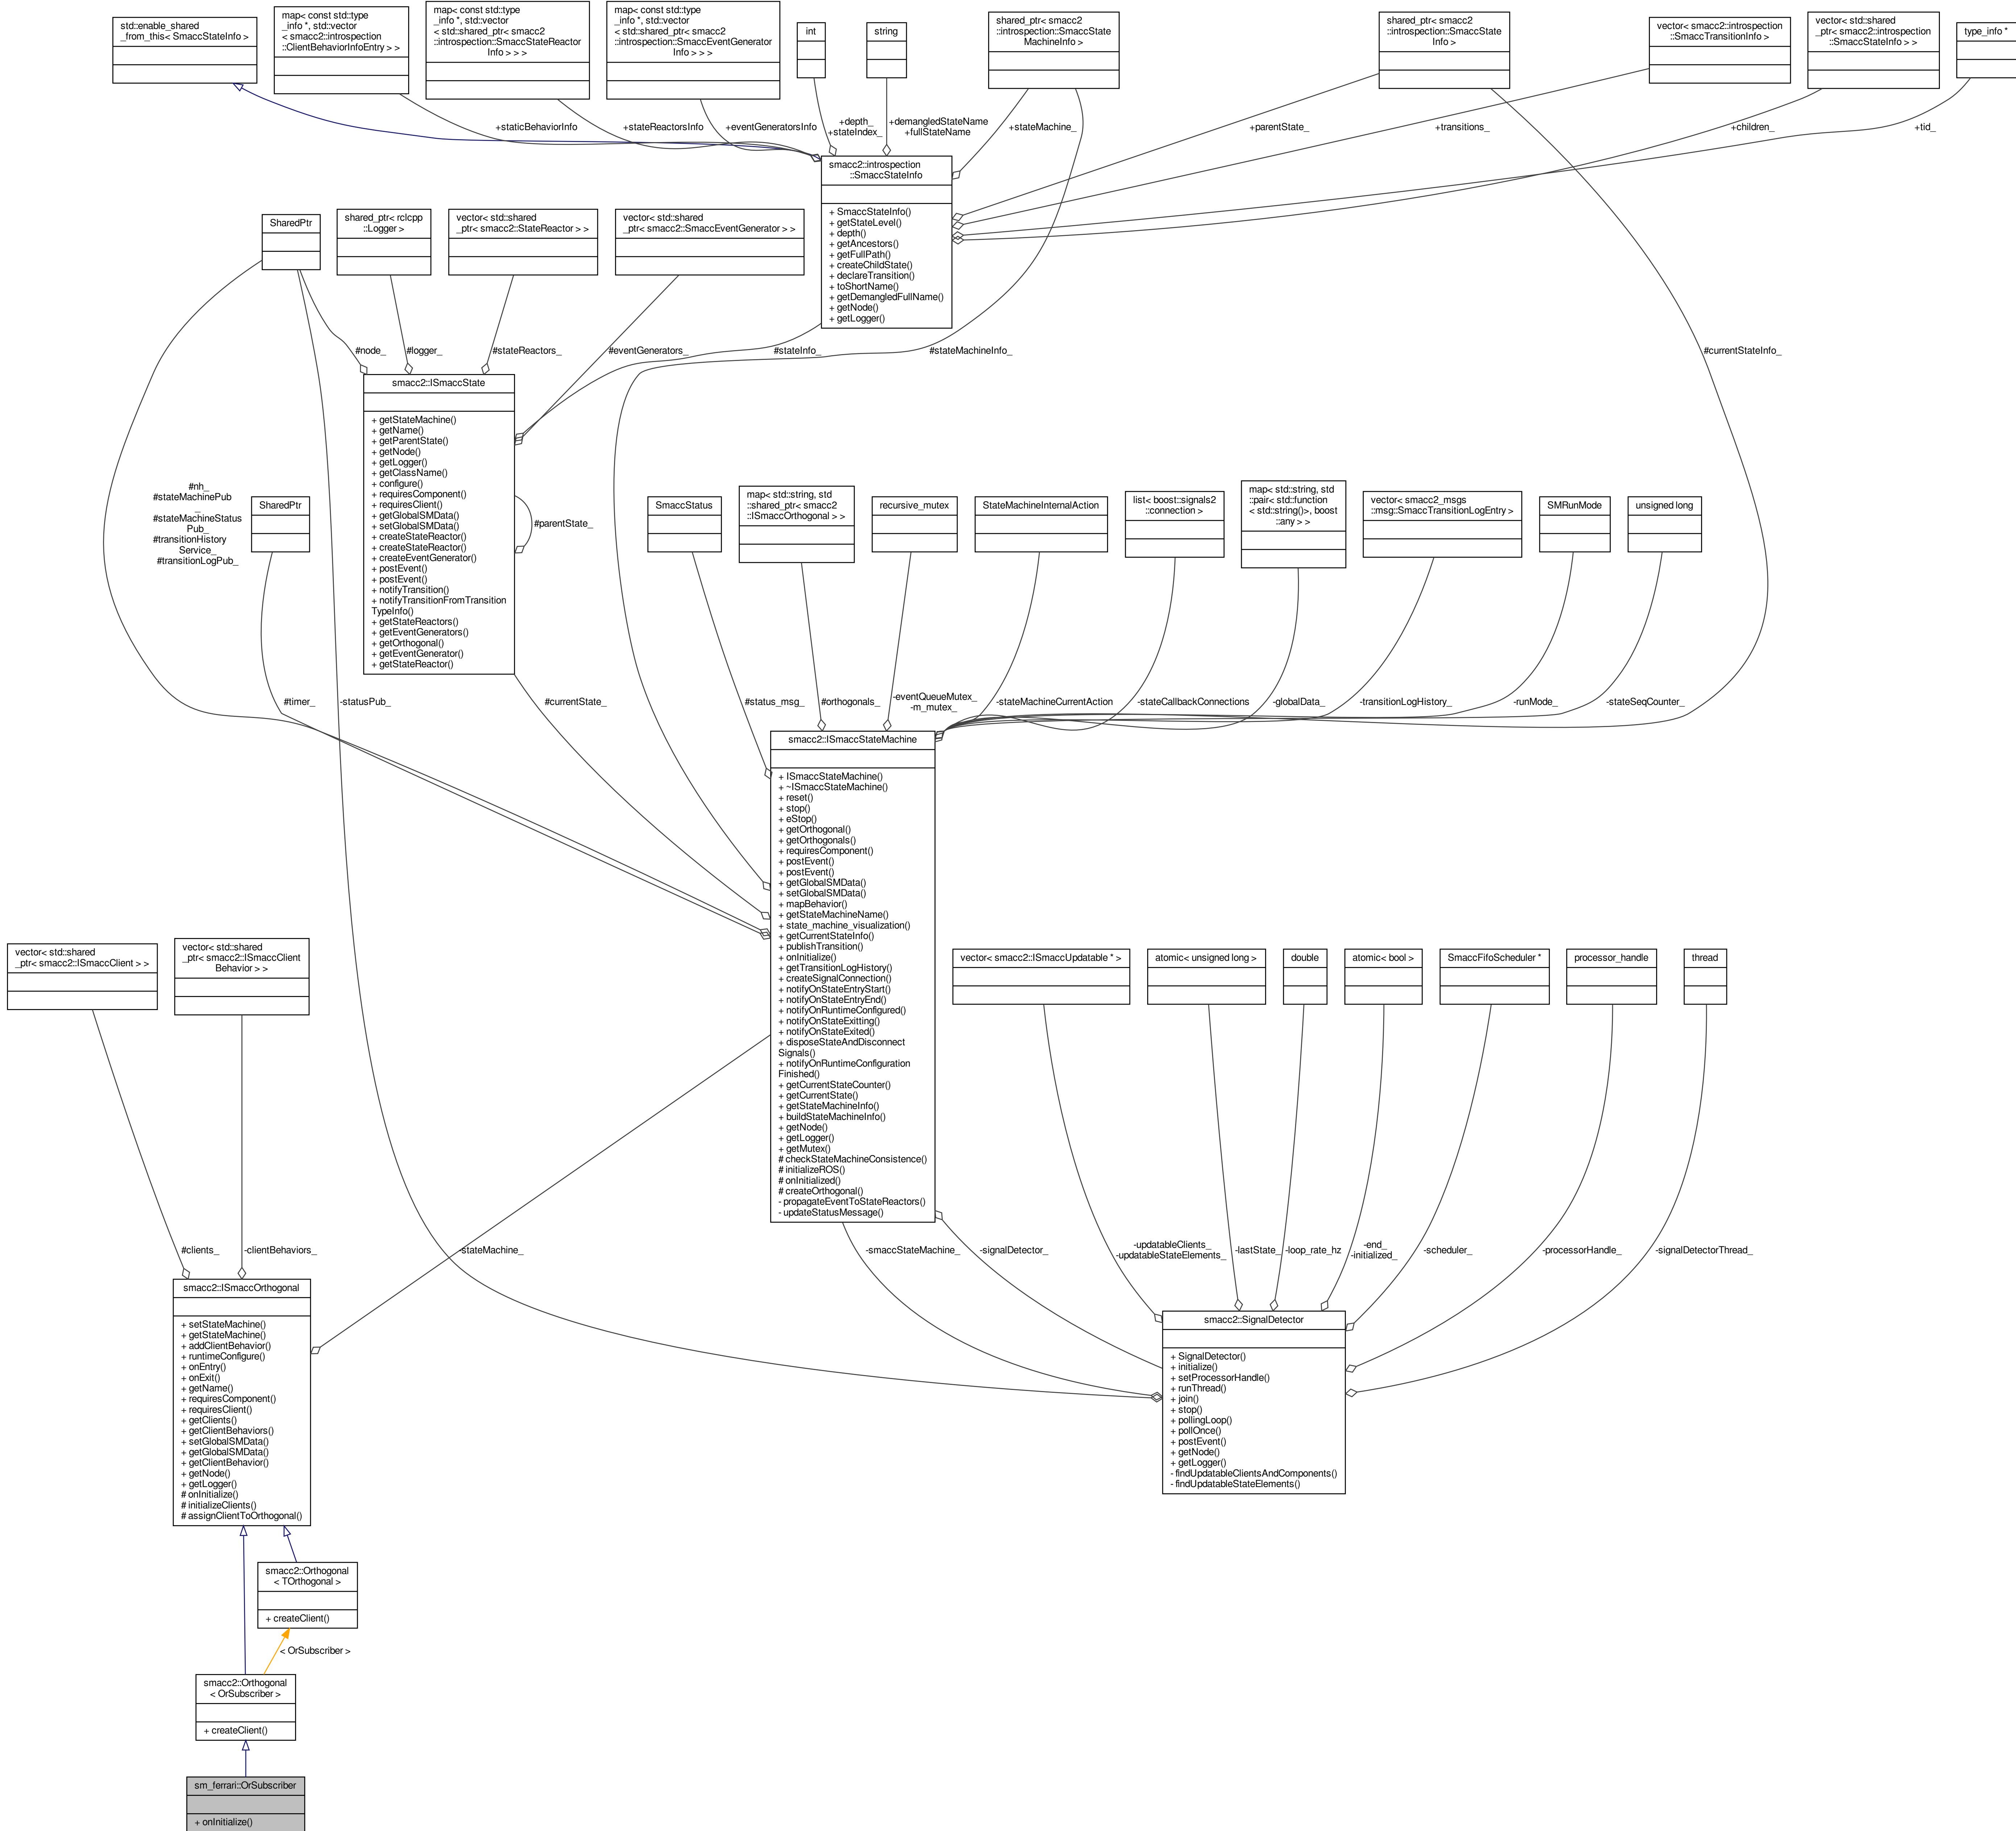 std::enable_shared
_from_this< SmaccStateInfo >
map< const std::type
_info *, std::vector
< smacc2::introspection
::ClientBehaviorInfoEntry > >
map< const std::type
_info *, std::vector
< std::shared_ptr< smacc2
::introspection::SmaccStateReactor
Info > > >
map< const std::type
_info *, std::vector
< std::shared_ptr< smacc2
::introspection::SmaccEventGenerator
Info > > >
int
string
shared_ptr< smacc2
::introspection::SmaccState
MachineInfo >
shared_ptr< smacc2
::introspection::SmaccState
Info >
vector< smacc2::introspection
::SmaccTransitionInfo >
vector< std::shared
_ptr< smacc2::introspection
::SmaccStateInfo > >
type_info *
+staticBehaviorInfo
+stateReactorsInfo
+eventGeneratorsInfo
+depth_
+stateIndex_
+demangledStateName
+fullStateName
+stateMachine_
+parentState_
+transitions_
+children_
+tid_
smacc2::introspection
::SmaccStateInfo
+ SmaccStateInfo()
+ getStateLevel()
+ depth()
+ getAncestors()
+ getFullPath()
+ createChildState()
+ declareTransition()
+ toShortName()
+ getDemangledFullName()
+ getNode()
+ getLogger()
SharedPtr
shared_ptr< rclcpp
::Logger >
vector< std::shared
_ptr< smacc2::StateReactor > >
vector< std::shared
_ptr< smacc2::SmaccEventGenerator > >
#node_
#logger_
#stateReactors_
#eventGenerators_
#stateInfo_
#stateMachineInfo_
#currentStateInfo_
smacc2::ISmaccState
+ getStateMachine()
+ getName()
+ getParentState()
+ getNode()
+ getLogger()
+ getClassName()
+ configure()
+ requiresComponent()
+ requiresClient()
+ getGlobalSMData()
+ setGlobalSMData()
+ createStateReactor()
+ createStateReactor()
+ createEventGenerator()
+ postEvent()
+ postEvent()
+ notifyTransition()
+ notifyTransitionFromTransition
TypeInfo()
+ getStateReactors()
+ getEventGenerators()
+ getOrthogonal()
+ getEventGenerator()
+ getStateReactor()
#parentState_
#nh_
#stateMachinePub
_
#stateMachineStatus
Pub_
#transitionHistory
Service_
#transitionLogPub_
SharedPtr
SmaccStatus
map< std::string, std
::shared_ptr< smacc2
::ISmaccOrthogonal > >
recursive_mutex
StateMachineInternalAction
list< boost::signals2
::connection >
map< std::string, std
::pair< std::function
< std::string()>, boost
::any > >
vector< smacc2_msgs
::msg::SmaccTransitionLogEntry >
SMRunMode
unsigned long
#timer_
-statusPub_
#currentState_
#status_msg_
#orthogonals_
-eventQueueMutex_
-m_mutex_
-stateMachineCurrentAction
-stateCallbackConnections
-globalData_
-transitionLogHistory_
-runMode_
-stateSeqCounter_
smacc2::ISmaccStateMachine
+ ISmaccStateMachine()
+ ~ISmaccStateMachine()
+ reset()
+ stop()
+ eStop()
+ getOrthogonal()
+ getOrthogonals()
+ requiresComponent()
+ postEvent()
+ postEvent()
+ getGlobalSMData()
+ setGlobalSMData()
+ mapBehavior()
+ getStateMachineName()
+ state_machine_visualization()
+ getCurrentStateInfo()
+ publishTransition()
+ onInitialize()
+ getTransitionLogHistory()
+ createSignalConnection()
+ notifyOnStateEntryStart()
+ notifyOnStateEntryEnd()
+ notifyOnRuntimeConfigured()
+ notifyOnStateExitting()
+ notifyOnStateExited()
+ disposeStateAndDisconnect
Signals()
+ notifyOnRuntimeConfiguration
Finished()
+ getCurrentStateCounter()
+ getCurrentState()
+ getStateMachineInfo()
+ buildStateMachineInfo()
+ getNode()
+ getLogger()
+ getMutex()
# checkStateMachineConsistence()
# initializeROS()
# onInitialized()
# createOrthogonal()
- propagateEventToStateReactors()
- updateStatusMessage()
vector< std::shared
_ptr< smacc2::ISmaccClient > >
vector< std::shared
_ptr< smacc2::ISmaccClient
Behavior > >
vector< smacc2::ISmaccUpdatable * >
atomic< unsigned long >
double
atomic< bool >
SmaccFifoScheduler *
processor_handle
thread
#clients_
-clientBehaviors_
-stateMachine_
-smaccStateMachine_
-signalDetector_
-updatableClients_
-updatableStateElements_
-lastState_
-loop_rate_hz
-end_
-initialized_
-scheduler_
-processorHandle_
-signalDetectorThread_
smacc2::ISmaccOrthogonal
+ setStateMachine()
+ getStateMachine()
+ addClientBehavior()
+ runtimeConfigure()
+ onEntry()
+ onExit()
+ getName()
+ requiresComponent()
+ requiresClient()
+ getClients()
+ getClientBehaviors()
+ setGlobalSMData()
+ getGlobalSMData()
+ getClientBehavior()
+ getNode()
+ getLogger()
# onInitialize()
# initializeClients()
# assignClientToOrthogonal()
smacc2::SignalDetector
+ SignalDetector()
+ initialize()
+ setProcessorHandle()
+ runThread()
+ join()
+ stop()
+ pollingLoop()
+ pollOnce()
+ postEvent()
+ getNode()
+ getLogger()
- findUpdatableClientsAndComponents()
- findUpdatableStateElements()
smacc2::Orthogonal
< TOrthogonal >
+ createClient()
< OrSubscriber >
smacc2::Orthogonal
< OrSubscriber >
+ createClient()
sm_ferrari::OrSubscriber
+ onInitialize()